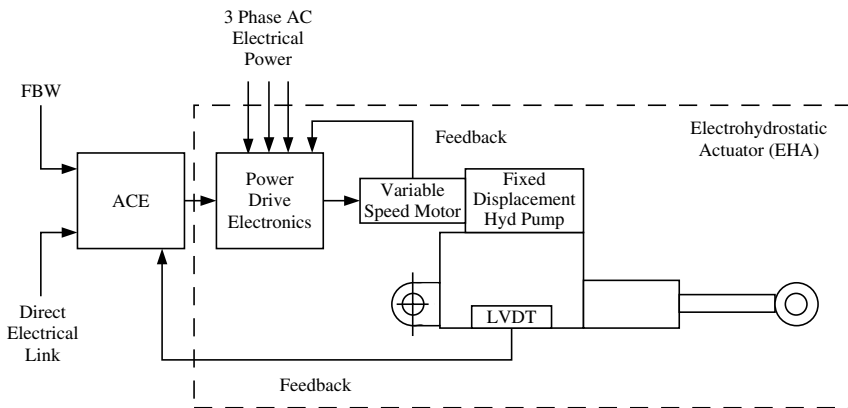 3 Phase AC
Electrical
Power
FBW
Feedback
Electrohydrostatic
Actuator (EHA)
ACE
Power
Drive
Electronics
Variable
Speed Motor
Fixed
Displacement
Hyd Pump
Direct
Electrical
Link
LVDT
Feedback